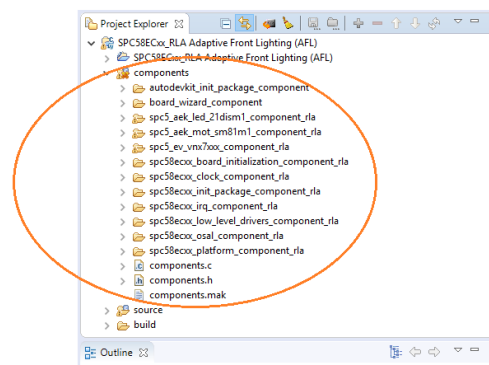 Project Explorer
SPC58ECxx_RLA Adaptive Front Lighting (AFL)
SPC58ECxx_RLA Adaptive Front Lighting (AFL)
components
autodevkit_init_package_component
board_wizard_component
spc5_aek_led_21dism1_component_rla
spc5_aek_mot_sm81m1_component_rla
spc5_ev_vnx7xxx_component_rla
spc58ecxx_board_initialization_component_rla
spc58ecxx_clock_component_rla
spc58ecxx_init_package_component_rla
spc58ecxx_irq_component_rla
spc58ecxx_low_level_drivers_component_rla
spc58ecxx_osal_component_rla
spc58ecxx_platform_component_rla
components.c
components.h
components.mak
source
build
Outline